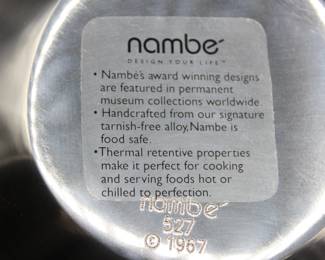 nambé
DESIGN YOUR LIFE™
• Nambé's award winning designs
are featured in permanent
museum collections worldwide.
• Handcrafted from our signature
tarnish-free alloy, Nambe is
food safe.
• Thermal retentive properties
make it perfect for cooking
and serving foods hot or
chilled to perfection.
nambé
527
© 1967